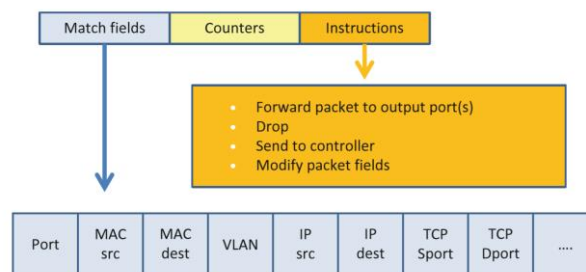 Match fields Counters Instructions
• Forward packet to output port(s)
• Drop
• Send to controller
• Modify packet fields
Port MAC src MAC dest VLAN IP src IP dest TCP Sport TCP Dport ....